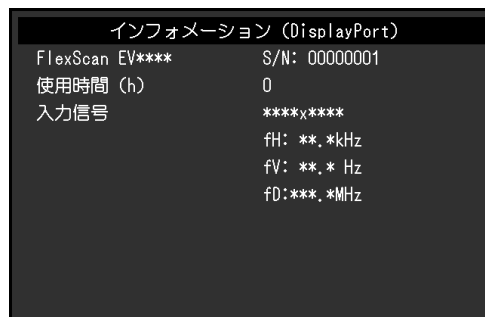 インフォメーション (DisplayPort)
FlexScan EV**** S/N: 00000001
使用時間 (h) 0
入力信号 ****x****
fH: **.*kHz
fV: **.* Hz
fD:***.*MHz